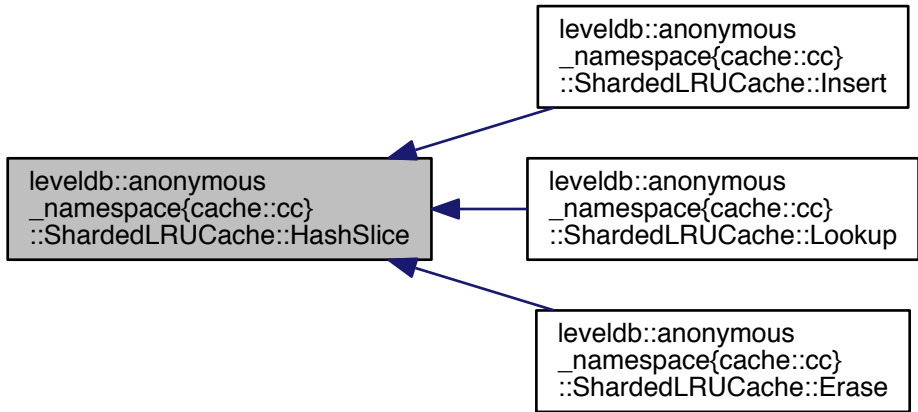 leveldb::anonymous
_namespace{cache::cc}
::ShardedLRUCache::Insert
leveldb::anonymous
_namespace{cache::cc}
::ShardedLRUCache::HashSlice
leveldb::anonymous
_namespace{cache::cc}
::ShardedLRUCache::Lookup
leveldb::anonymous
_namespace{cache::cc}
::ShardedLRUCache::Erase